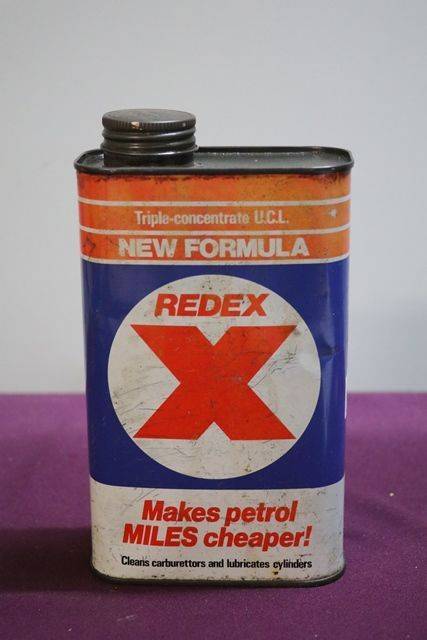 Triple-concentrate U.C.L.
NEW FORMULA
REDEX
X
Makes petrol
MILES cheaper!
Cleans carburettors and lubricates cylinders